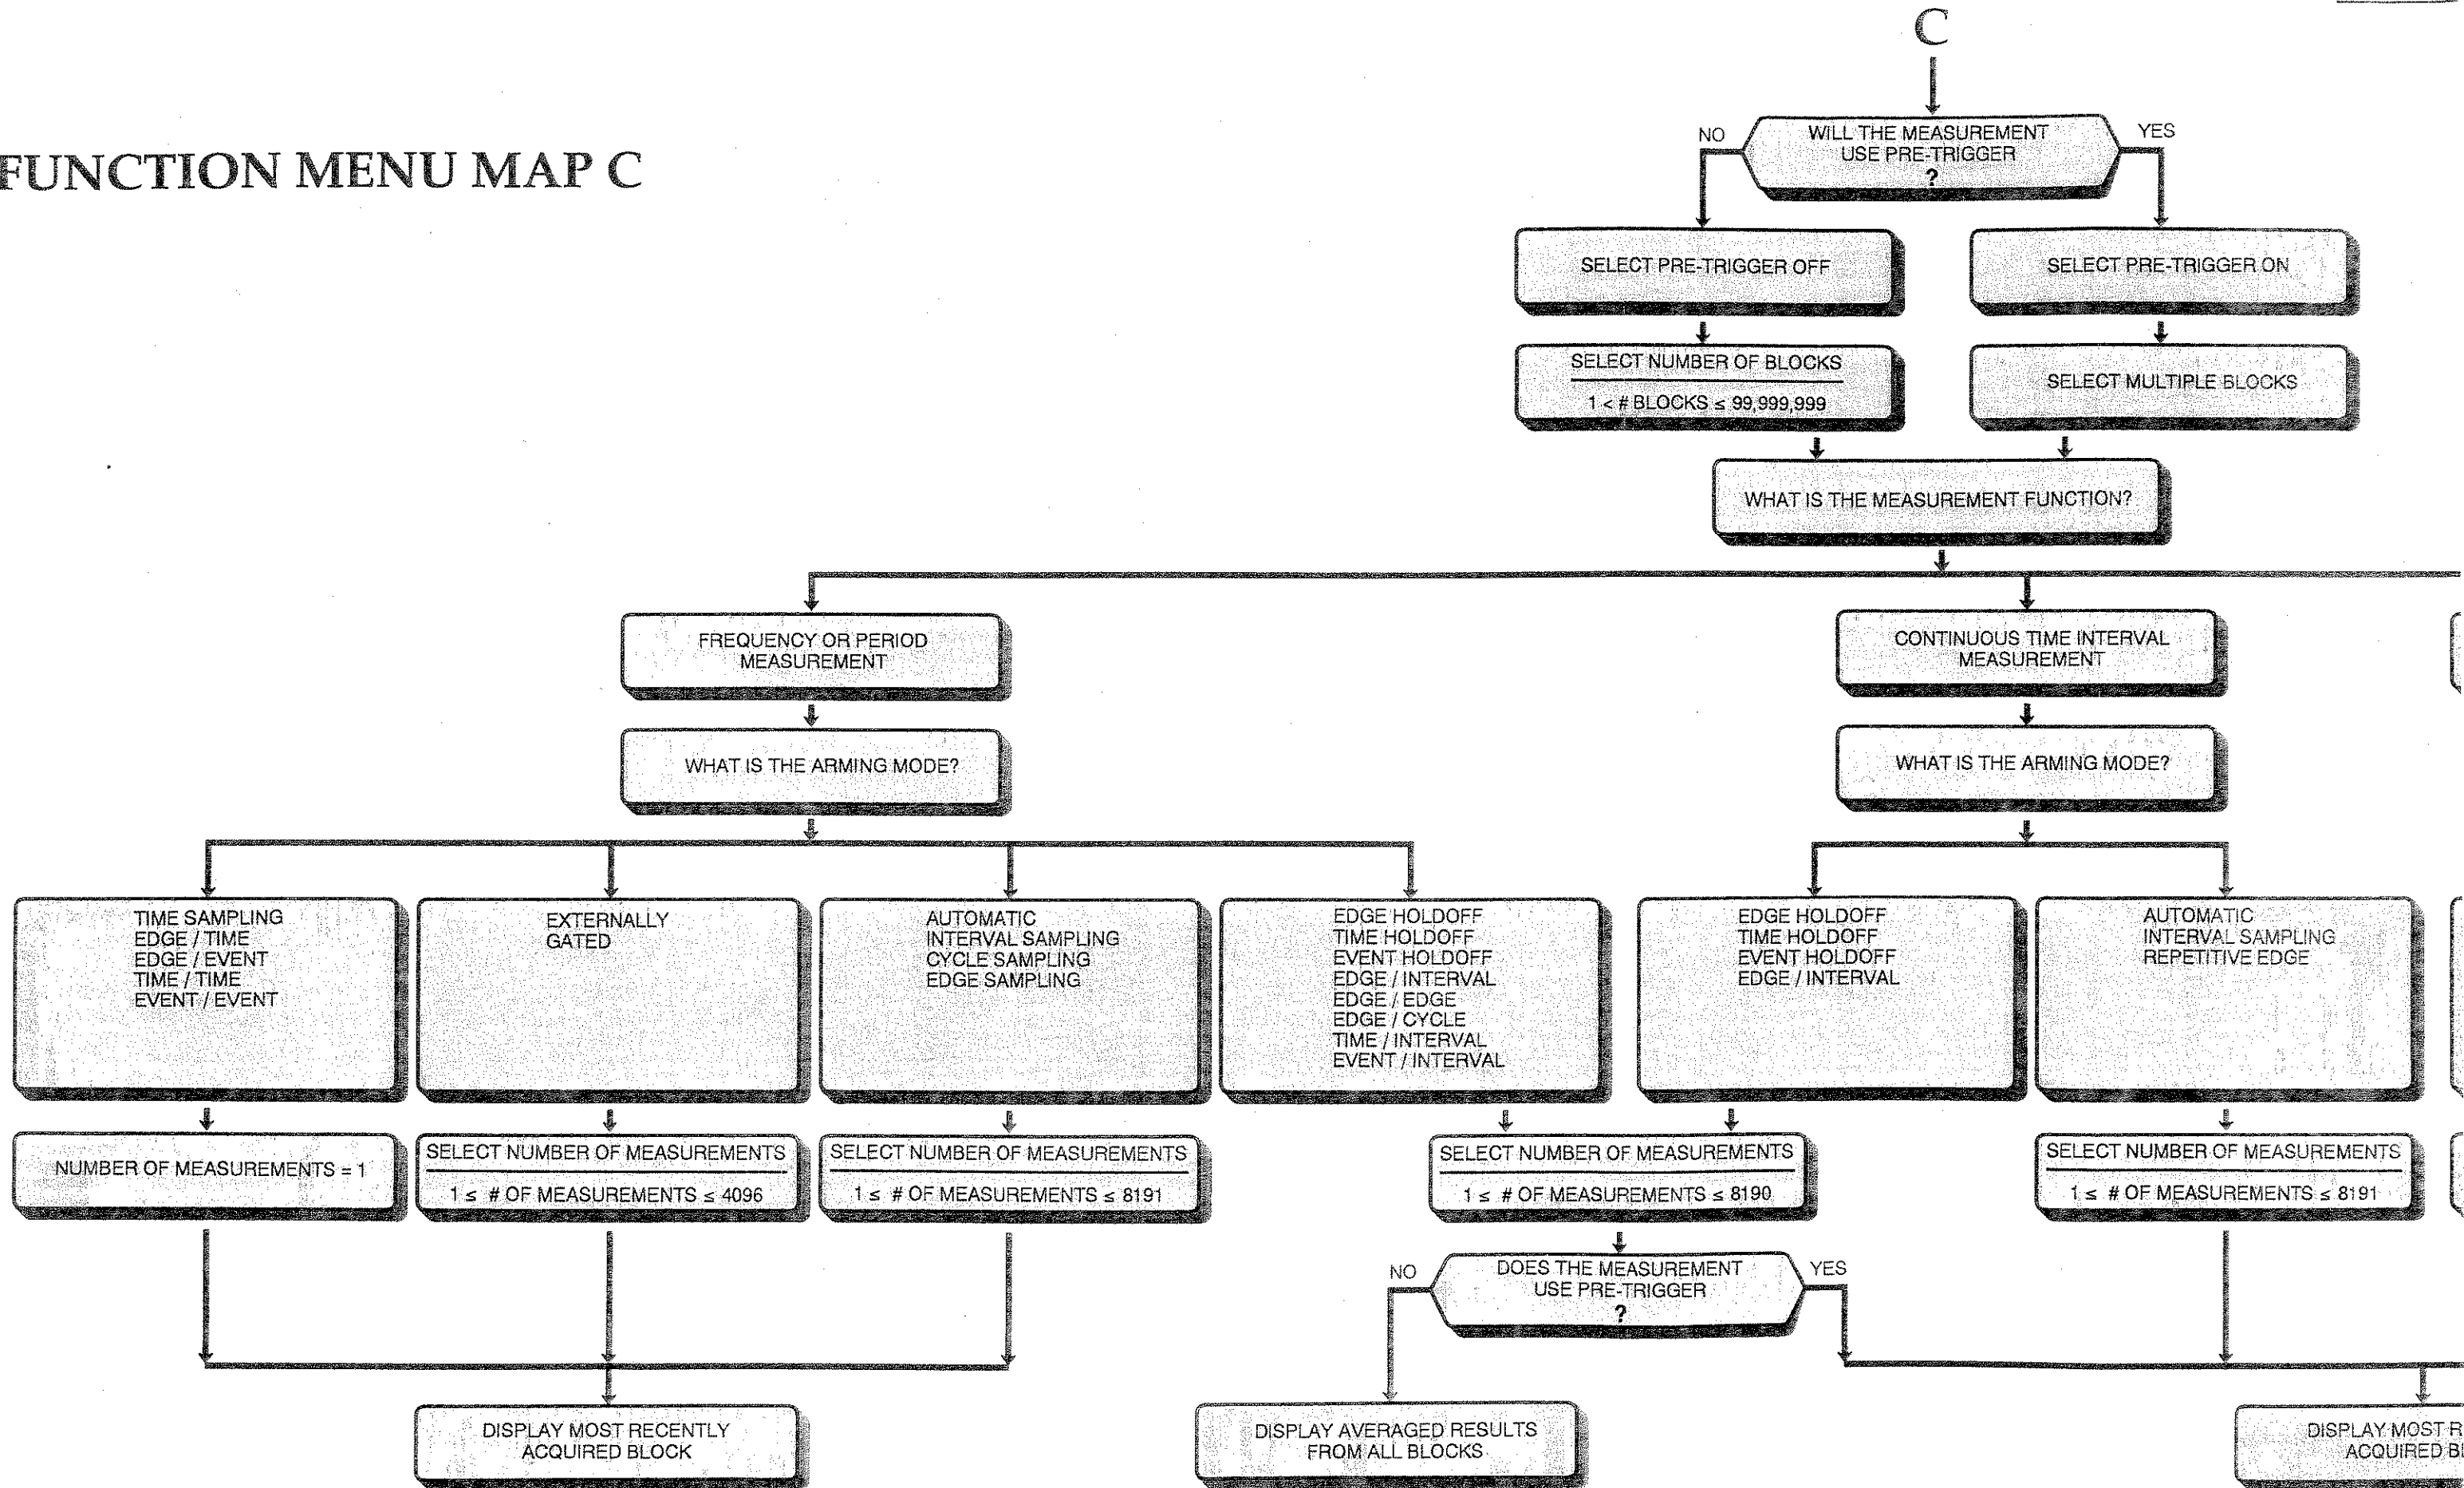 C
FUNCTION MENU MAP C
NO
WILL THE MEASUREMENT
USE PRE-TRIGGER
?
YES
SELECT PRE-TRIGGER OFF
SELECT PRE-TRIGGER ON
SELECT NUMBER OF BLOCKS
1 < # BLOCKS ≤ 99,999,999
SELECT MULTIPLE BLOCKS
WHAT IS THE MEASUREMENT FUNCTION?
FREQUENCY OR PERIOD
MEASUREMENT
CONTINUOUS TIME INTERVAL
MEASUREMENT
WHAT IS THE ARMING MODE?
WHAT IS THE ARMING MODE?
TIME SAMPLING
EDGE / TIME
EDGE / EVENT
TIME / TIME
EVENT / EVENT
EXTERNALLY
GATED
AUTOMATIC
INTERVAL SAMPLING
CYCLE SAMPLING
EDGE SAMPLING
EDGE HOLDOFF
TIME HOLDOFF
EVENT HOLDOFF
EDGE / INTERVAL
EDGE / EDGE
EDGE / CYCLE
TIME / INTERVAL
EVENT / INTERVAL
EDGE HOLDOFF
TIME HOLDOFF
EVENT HOLDOFF
EDGE / INTERVAL
AUTOMATIC
INTERVAL SAMPLING
REPETITIVE EDGE
NUMBER OF MEASUREMENTS = 1
SELECT NUMBER OF MEASUREMENTS
1 ≤ # OF MEASUREMENTS ≤ 4096
SELECT NUMBER OF MEASUREMENTS
1 ≤ # OF MEASUREMENTS ≤ 8191
SELECT NUMBER OF MEASUREMENTS
1 ≤ # OF MEASUREMENTS ≤ 8190
SELECT NUMBER OF MEASUREMENTS
1 ≤ # OF MEASUREMENTS ≤ 8191
NO
DOES THE MEASUREMENT
USE PRE-TRIGGER
?
YES
DISPLAY MOST RECENTLY
ACQUIRED BLOCK
DISPLAY AVERAGED RESULTS
FROM ALL BLOCKS
DISPLAY MOST R
ACQUIRED B